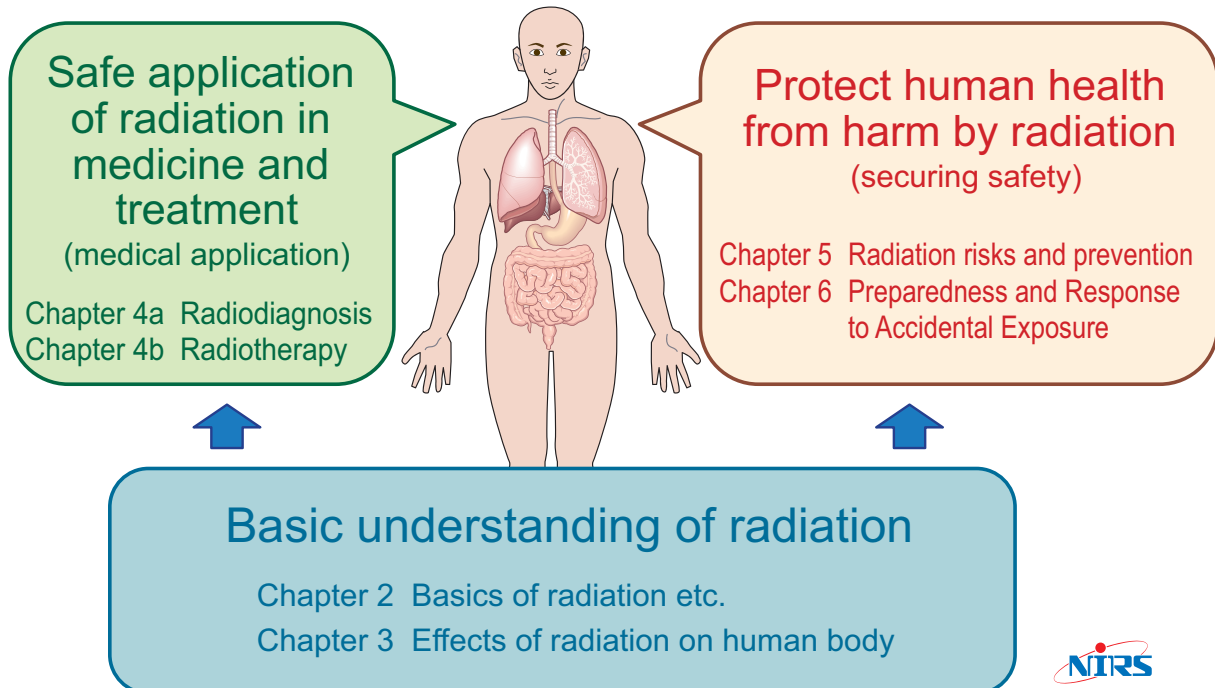 Safe application
of radiation in
medicine and
treatment
(medical application)
Chapter 4a Radiodiagnosis
Chapter 4b Radiotherapy
Protect human health
from harm by radiation
(securing safety)
Chapter 5 Radiation risks and prevention
Chapter 6 Preparedness and Response
to Accidental Exposure
Basic understanding of radiation
Chapter 2 Basics of radiation etc.
Chapter 3 Effects of radiation on human body
NIRS